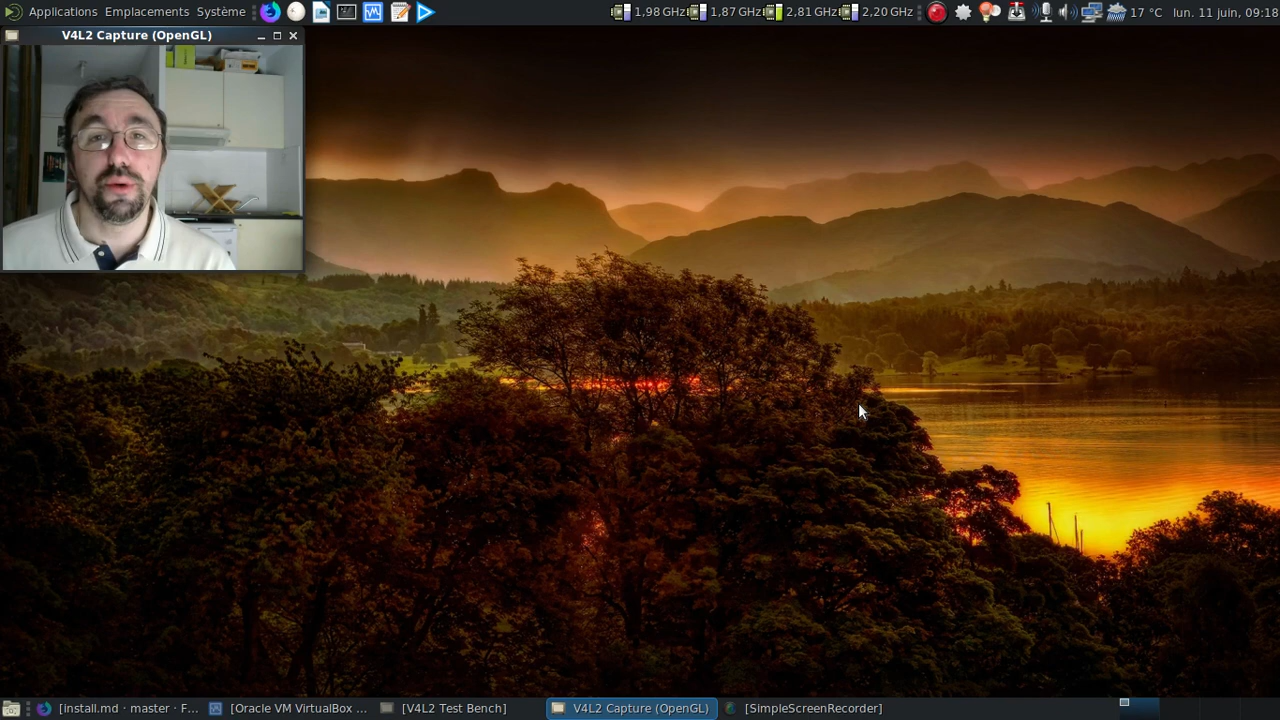 Applications Emplacements Système 1,98 GHz 1,87 GHz 2,81 GHz 2,20 GHz 17 °C lun. 11 juin, 09:18
V4L2 Capture (OpenGL)
[install.md · master · F... [Oracle VM VirtualBox ... [V4L2 Test Bench] V4L2 Capture (OpenGL) [SimpleScreenRecorder]